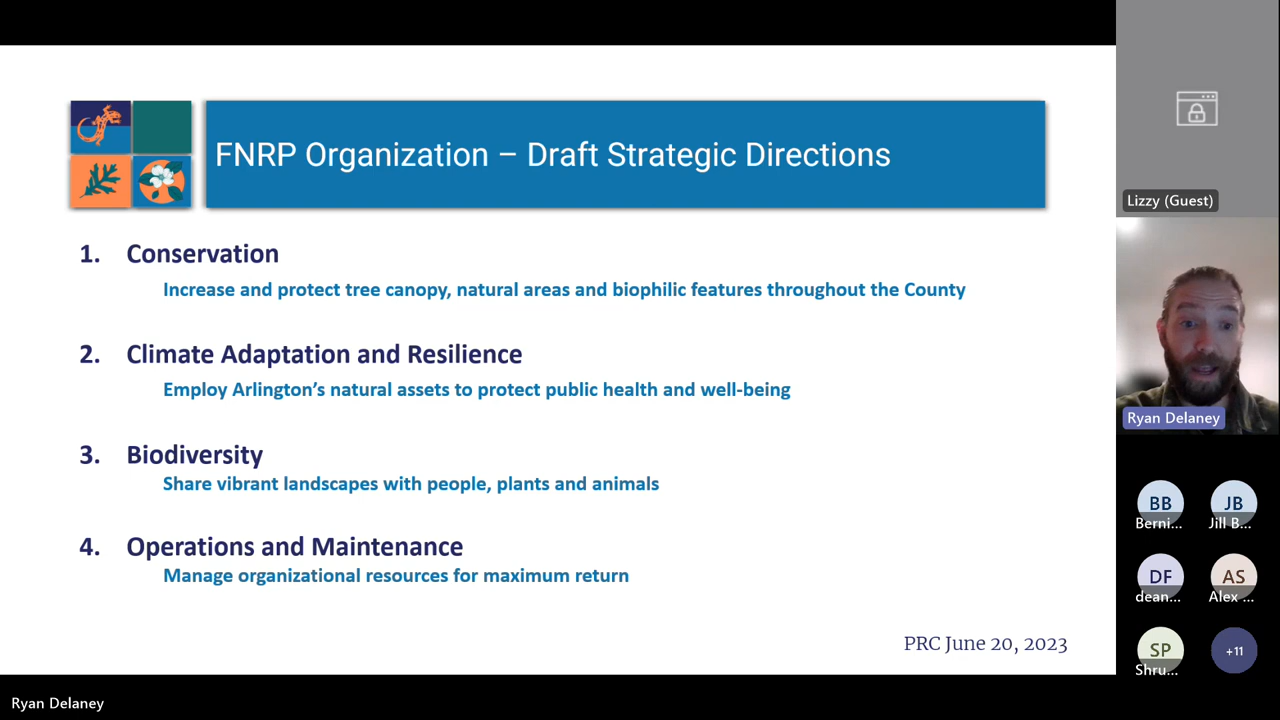 FNRP Organization – Draft Strategic Directions
1. Conservation
Increase and protect tree canopy, natural areas and biophilic features throughout the County
2. Climate Adaptation and Resilience
Employ Arlington's natural assets to protect public health and well-being
3. Biodiversity
Share vibrant landscapes with people, plants and animals
4. Operations and Maintenance
Manage organizational resources for maximum return
PRC June 20, 2023
Ryan Delaney
Lizzy (Guest)
Ryan Delaney
BB
Berni...
JB
Jill B...
DF
dean...
AS
Alex ...
SP
Shru...
+11